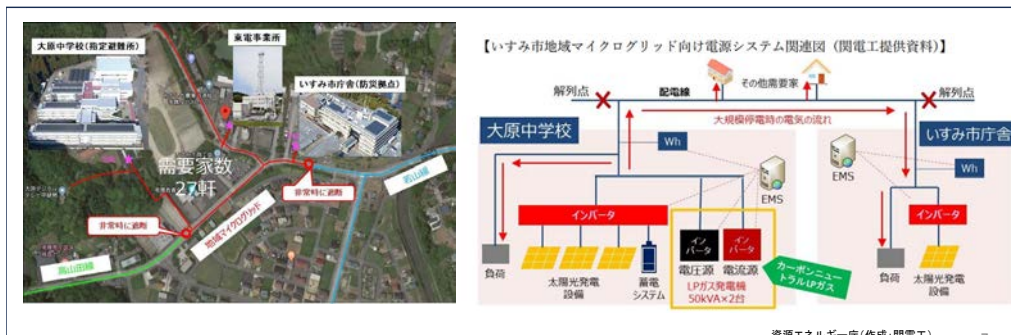 大原中学校(指定避難所)
東電事業所
いすみ市庁舎(防災拠点)
需要家数
27軒
非常時に遮断
非常時に遮断
地域マイクログリッド
若山線
高山田線
【いすみ市地域マイクログリッド向け電源システム関連図(関電工提供資料)】
解列点
配電線
その他需要家
解列点
大規模停電時の電気の流れ
大原中学校
いすみ市庁舎
Wh
Wh
EMS
EMS
インバータ
インバータ
イン
バータ
イン
バータ
負荷
太陽光発電
設備
蓄電
システム
電圧源
電流源
LPガス発電機
50kVA×2台
カーボンニュー
トラルLPガス
負荷
太陽光発電
設備
資源エネルギー庁(作成:関電工)